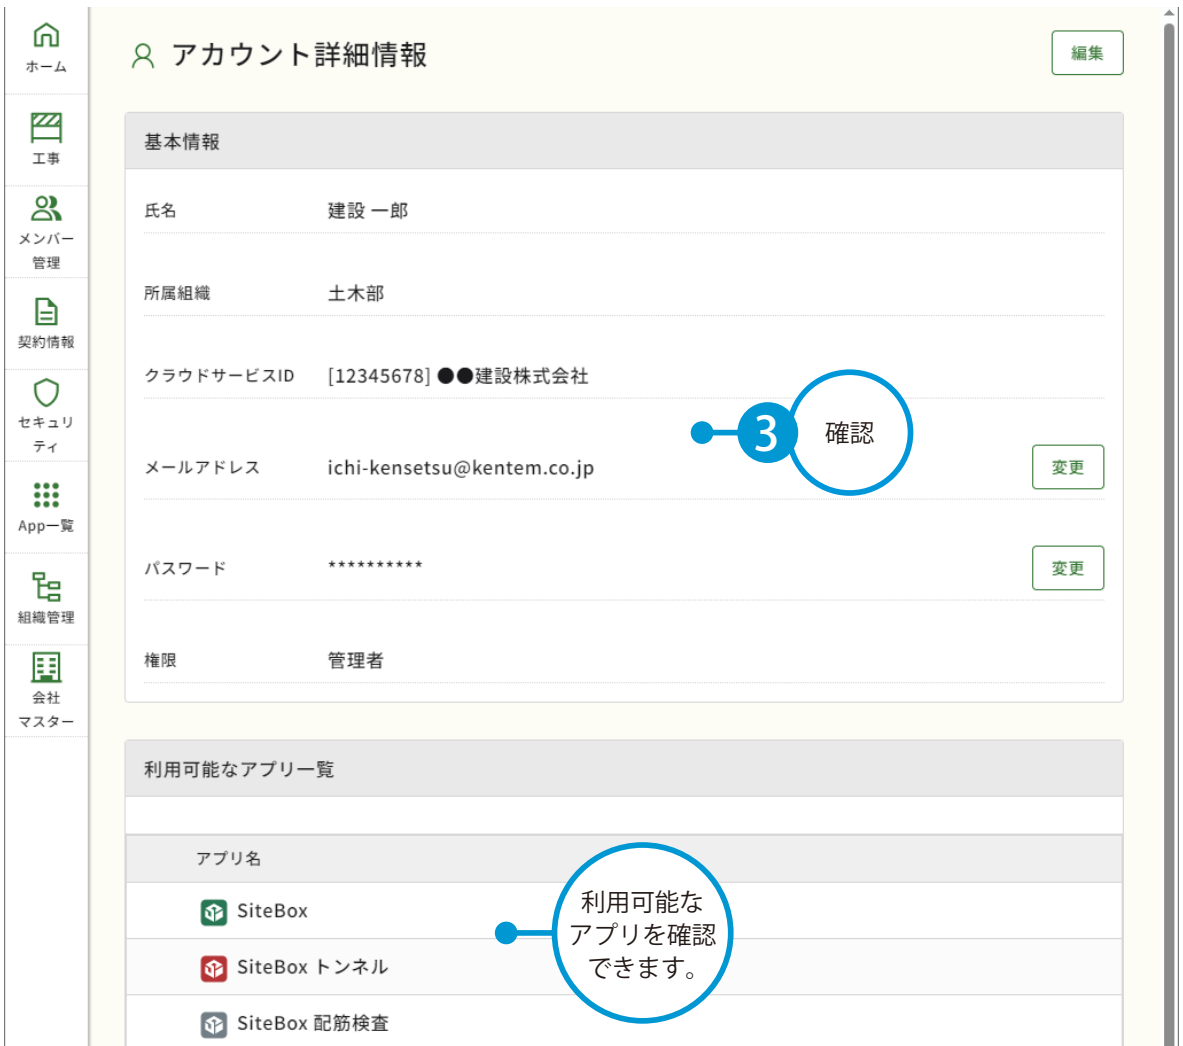 ホーム
工事
メンバー
管理
契約情報
セキュリ
ティ
App一覧
組織管理
会社
マスター
アカウント詳細情報
編集
基本情報
氏名 建設 一郎
所属組織 土木部
クラウドサービスID [12345678] ●●建設株式会社
3 確認
メールアドレス ichi-kensetsu@kentem.co.jp 変更
パスワード ********** 変更
権限 管理者
利用可能なアプリ一覧
アプリ名
SiteBox
SiteBox トンネル
SiteBox 配筋検査
利用可能な
アプリを確認
できます。